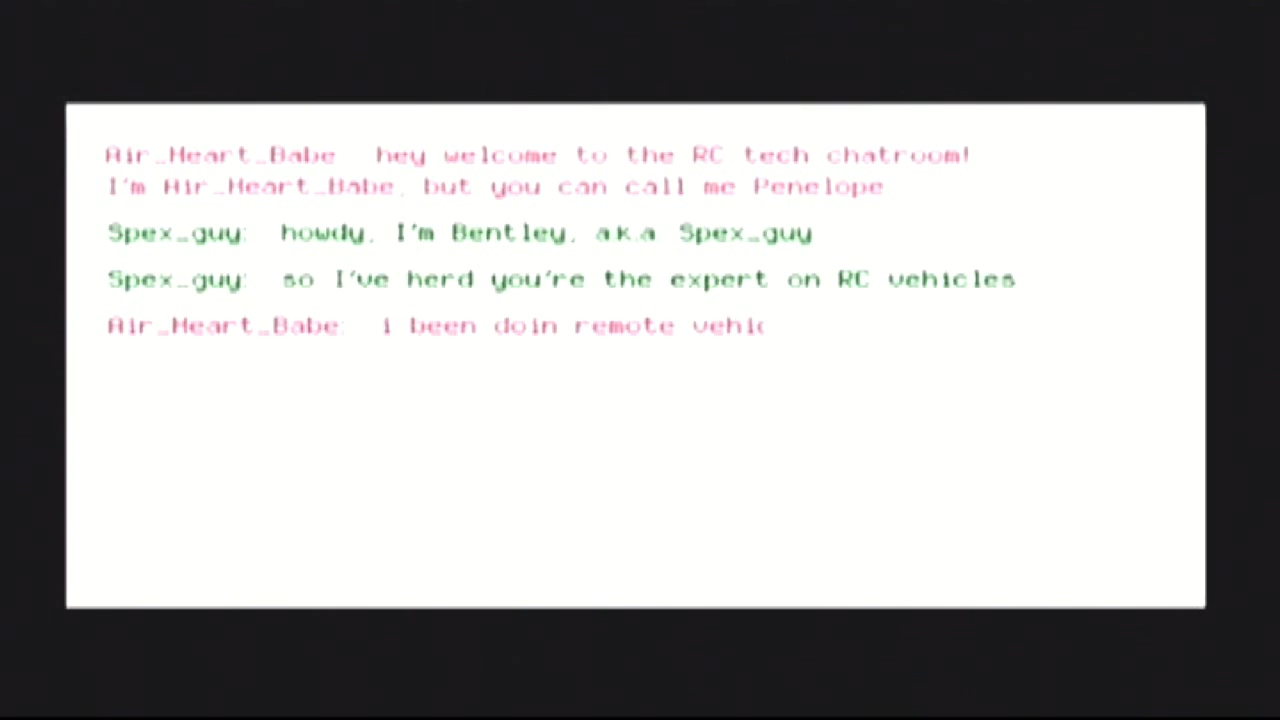 Air_Heart_Babe hey welcome to the RC tech chatroom!
I'm Air_Heart_Babe, but you can call me Penelope
Spex_guy: howdy, I'm Bentley, a.k.a Spex_guy
Spex_guy: so I've herd you're the expert on RC vehicles
Air_Heart_Babe: i been doin remote vehic